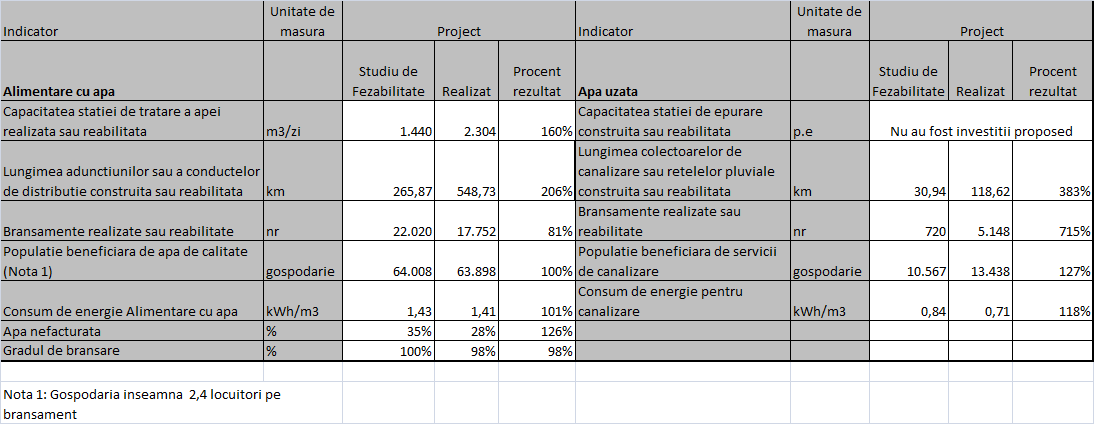 Indicator Unitate de masura Project Indicator Unitate de masura Project
Alimentare cu apa Studiu de Fezabilitate Realizat Procent rezultat Apa uzata Studiu de Fezabilitate Realizat Procent rezultat
Capacitatea statiei de tratare a apei realizata sau reabilitata m3/zi 1.440 2.304 160% Capacitatea statiei de epurare construita sau reabilitata p.e Nu au fost investitii proposed
Lungimea adunctiunilor sau a conductelor de distributie construita sau reabilitata km 265,87 548,73 206% Lungimea colectoarelor de canalizare sau retelelor pluviale construita sau reabilitata km 30,94 118,62 383%
Bransamente realizate sau reabilitate nr 22.020 17.752 81% Bransamente realizate sau reabilitate nr 720 5.148 715%
Populatie beneficiara de apa de calitate (Nota 1) gospodarie 64.008 63.898 100% Populatie beneficiara de servicii de canalizare gospodarie 10.567 13.438 127%
Consum de energie Alimentare cu apa kWh/m3 1,43 1,41 101% Consum de energie pentru canalizare kWh/m3 0,84 0,71 118%
Apa nefacturata % 35% 28% 126%
Gradul de bransare % 100% 98% 98%
Nota 1: Gospodaria inseamna 2,4 locuitori pe
bransament